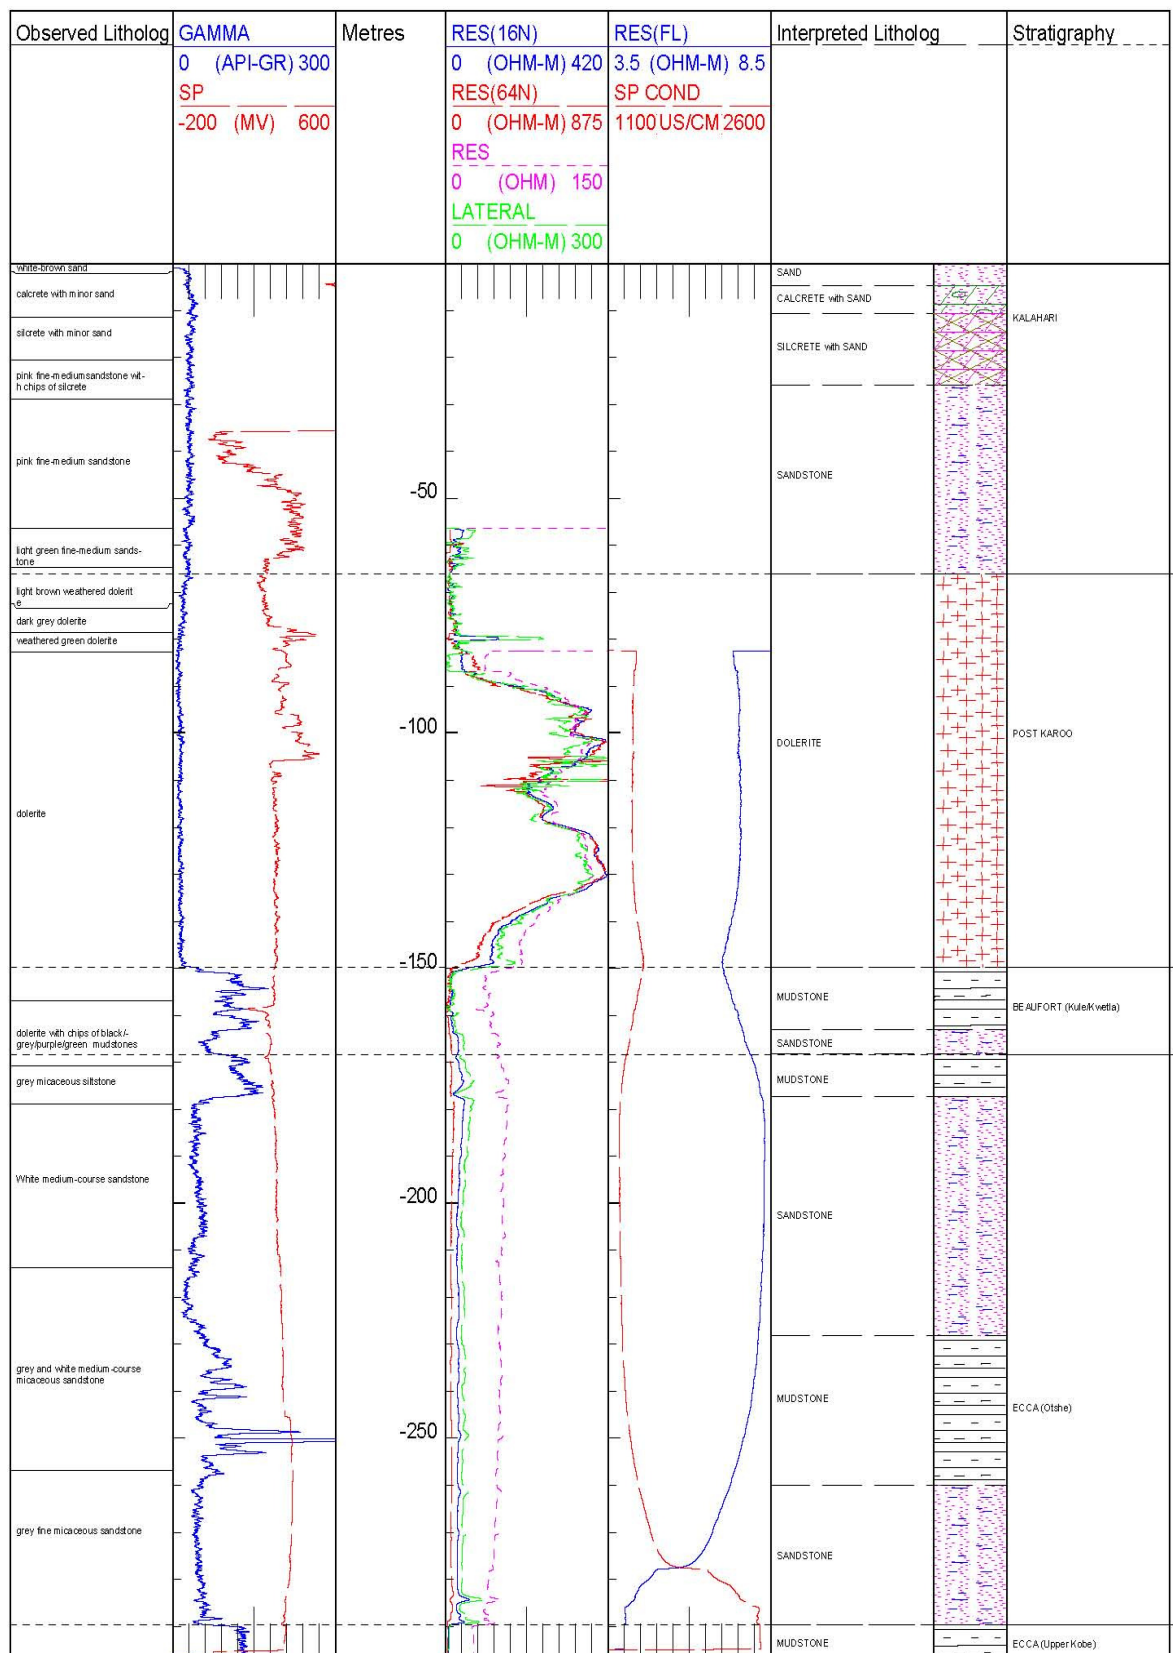 Observed Litholog
GAMMA
Metres
RES(16N)
RES(FL)
Interpreted Litholog
Stratigraphy
0 (API-GR) 300
0 (OHM-M) 420
3.5 (OHM-M) 8.5
SP
RES(64N)
SP COND
-200 (MV) 600
0 (OHM-M) 875
1100 US/CM 2600
RES
0 (OHM) 150
LATERAL
0 (OHM-M) 300
white-brown sand
SAND
calcrete with minor sand
CALCRETE with SAND
KALAHARI
silcrete with minor sand
SILCRETE with SAND
pink fine-mediumsandstone wit-
h chips of silcrete
pink fine-medium sandstone
SANDSTONE
-50
light green fine-medium sands-
tone
light brown weathered dolerit
e
dark grey dolerite
weathered green dolerite
-100
DOLERITE
POST KAROO
dolerite
-150
MUDSTONE
BEAUFORT (Kule/Kwetla)
dolerite with chips of black/-
grey/purple/green mudstones
SANDSTONE
grey micaceous siltstone
MUDSTONE
White medium-course sandstone
-200
SANDSTONE
grey and white medium-course
micaceous sandstone
MUDSTONE
ECCA (Otshe)
-250
grey fine micaceous sandstone
SANDSTONE
MUDSTONE
ECCA (Upper Kobe)